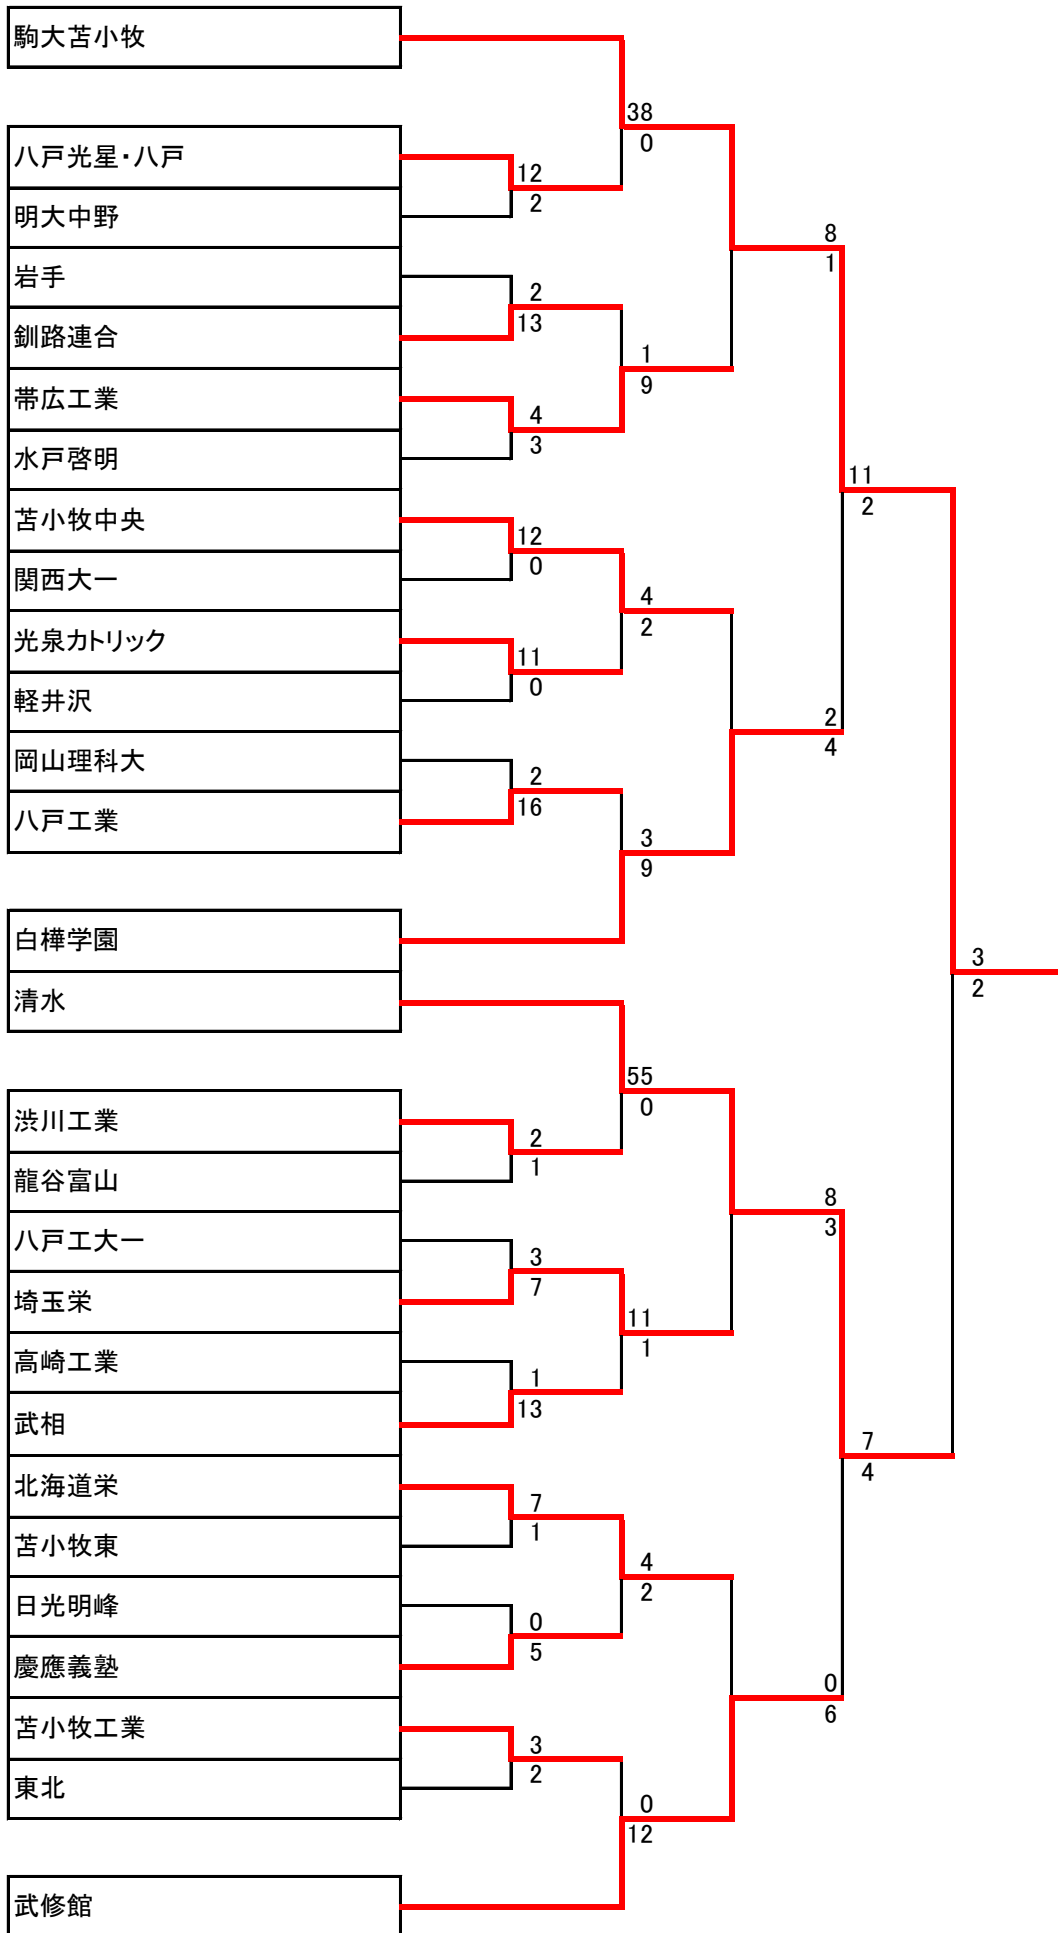 駒大苫小牧
38
0
八戸光星・八戸
12
2
明大中野
8
1
岩手
2
13
釧路連合
1
9
帯広工業
4
3
水戸啓明
11
2
苫小牧中央
12
0
関西大一
4
2
光泉カトリック
11
0
軽井沢
2
4
岡山理科大
2
16
八戸工業
3
9
白樺学園
3
2
清水
55
0
渋川工業
2
1
龍谷富山
8
3
八戸工大一
3
7
埼玉栄
11
1
高崎工業
1
13
武相
7
4
北海道栄
7
1
苫小牧東
4
2
日光明峰
0
5
慶應義塾
0
6
苫小牧工業
3
2
東北
0
12
武修館